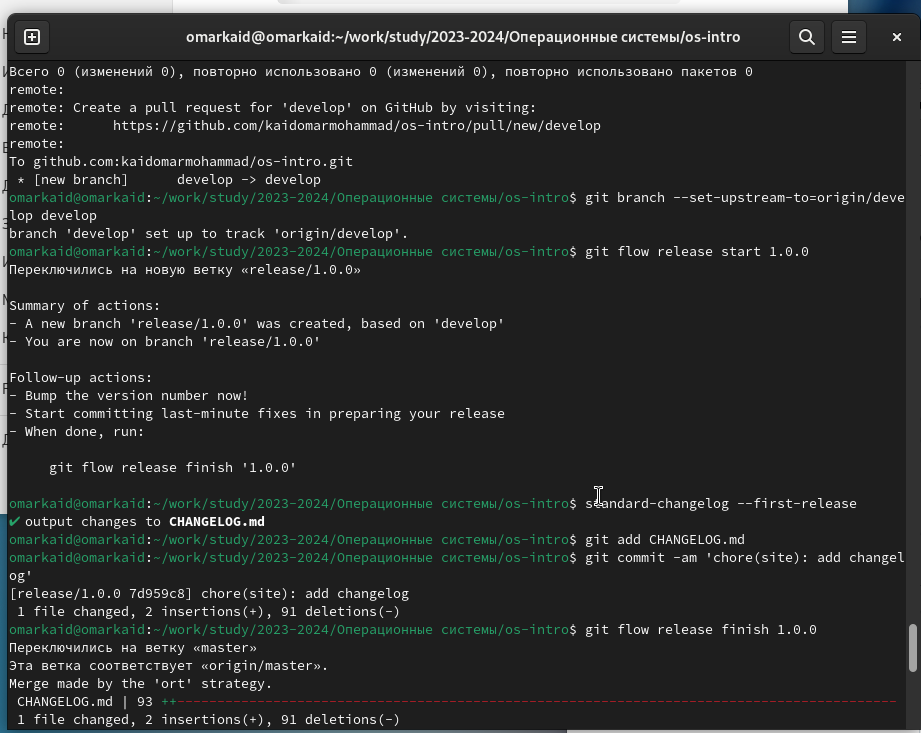 omarkaid@omarkaid:~/work/study/2023-2024/Операционные системы/os-intro
Всего 0 (изменений 0), повторно использовано 0 (изменений 0), повторно использовано пакетов 0
remote:
remote: Create a pull request for 'develop' on GitHub by visiting:
remote:      https://github.com/kaidomarmohammad/os-intro/pull/new/develop
remote:
To github.com:kaidomarmohammad/os-intro.git
 * [new branch]      develop -> develop
omarkaid@omarkaid:~/work/study/2023-2024/Операционные системы/os-intro$ git branch --set-upstream-to=origin/deve
lop develop
branch 'develop' set up to track 'origin/develop'.
omarkaid@omarkaid:~/work/study/2023-2024/Операционные системы/os-intro$ git flow release start 1.0.0
Переключились на новую ветку «release/1.0.0»
Summary of actions:
- A new branch 'release/1.0.0' was created, based on 'develop'
- You are now on branch 'release/1.0.0'
Follow-up actions:
- Bump the version number now!
- Start committing last-minute fixes in preparing your release
- When done, run:
     git flow release finish '1.0.0'
omarkaid@omarkaid:~/work/study/2023-2024/Операционные системы/os-intro$ standard-changelog --first-release
✔ output changes to CHANGELOG.md
omarkaid@omarkaid:~/work/study/2023-2024/Операционные системы/os-intro$ git add CHANGELOG.md
omarkaid@omarkaid:~/work/study/2023-2024/Операционные системы/os-intro$ git commit -am 'chore(site): add changel
og'
[release/1.0.0 7d959c8] chore(site): add changelog
 1 file changed, 2 insertions(+), 91 deletions(-)
omarkaid@omarkaid:~/work/study/2023-2024/Операционные системы/os-intro$ git flow release finish 1.0.0
Переключились на ветку «master»
Эта ветка соответствует «origin/master».
Merge made by the 'ort' strategy.
 CHANGELOG.md | 93 ++------------------------------------------------------------------------------------------
 1 file changed, 2 insertions(+), 91 deletions(-)